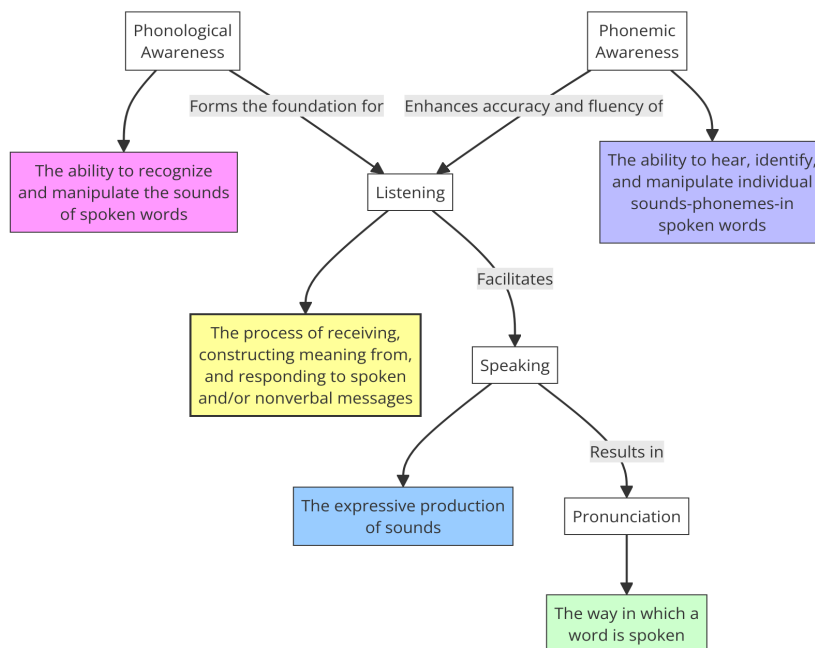 Phonological
Awareness
Phonemic
Awareness
Forms the foundation for
Enhances accuracy and fluency of
The ability to recognize
and manipulate the sounds
of spoken words
The ability to hear, identify,
and manipulate individual
sounds-phonemes-in
spoken words
Listening
Facilitates
The process of receiving,
constructing meaning from,
and responding to spoken
and/or nonverbal messages
Speaking
Results in
The expressive production
of sounds
Pronunciation
The way in which a
word is spoken